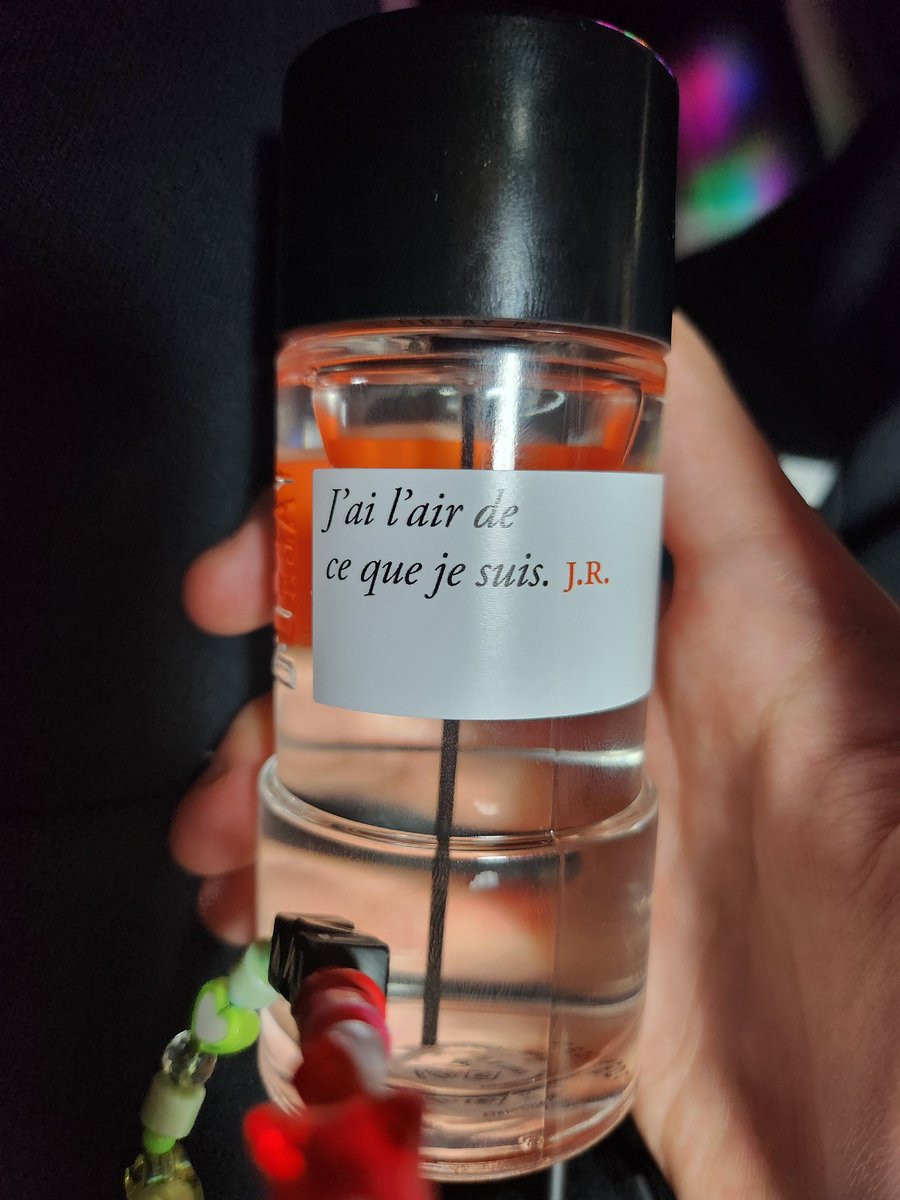 J'ai l'air de
ce que je suis. J.R.